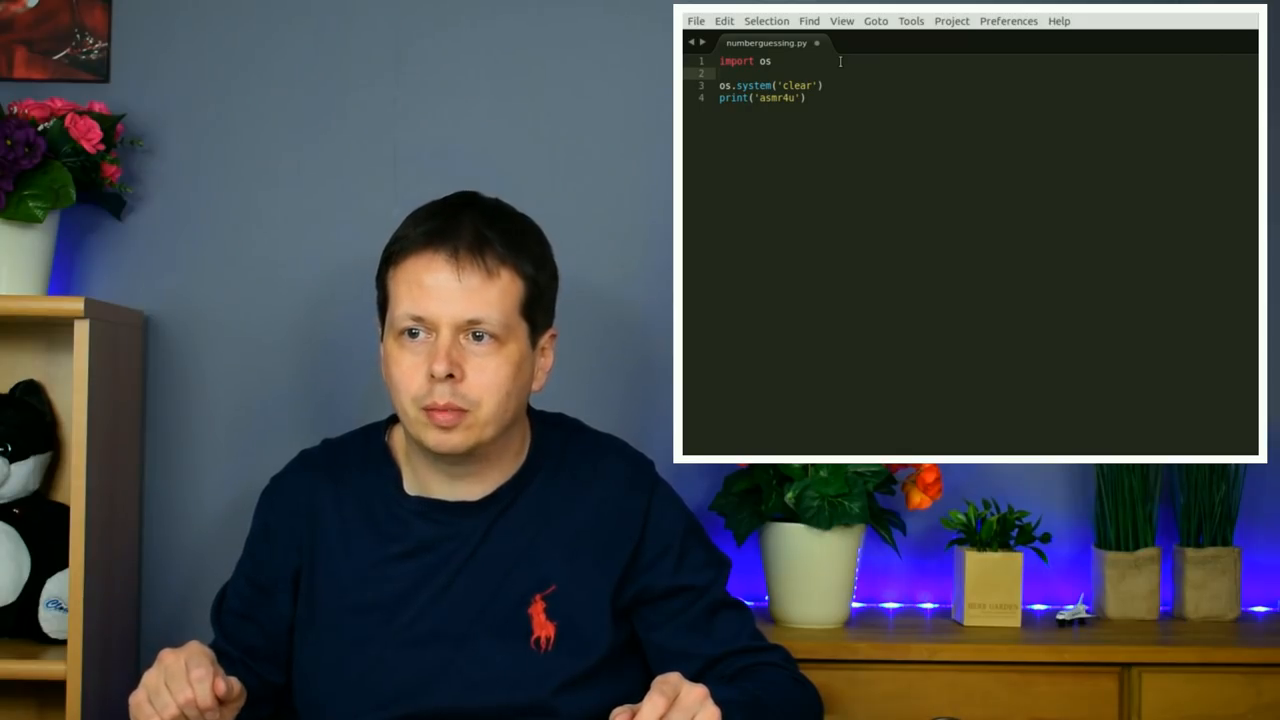 File Edit Selection Find View Goto Tools Project Preferences Help
numberguessing.py
1 import os
2
3 os.system('clear')
4 print('asmr4u')
HERB GARDEN